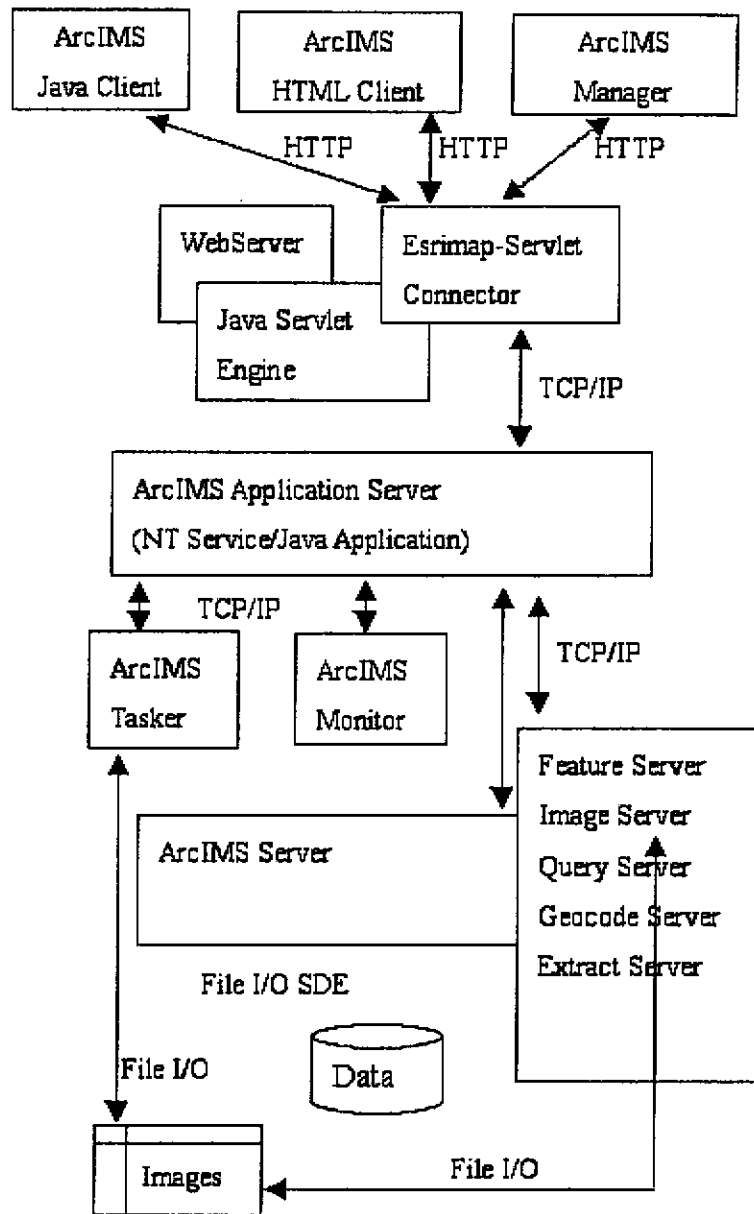 ArcIMS
Java Client
ArcIMS
HTML Client
ArcIMS
Manager
HTTP
HTTP
HTTP
WebServer
Esrimap-Servlet
Connector
Java Servlet
Engine
TCP/IP
ArcIMS Application Server
(NT Service/Java Application)
TCP/IP
TCP/IP
ArcIMS
Tasker
ArcIMS
Monitor
Feature Server
Image Server
Query Server
Geocode Server
Extract Server
ArcIMS Server
File I/O SDE
File I/O
Data
Images
File I/O